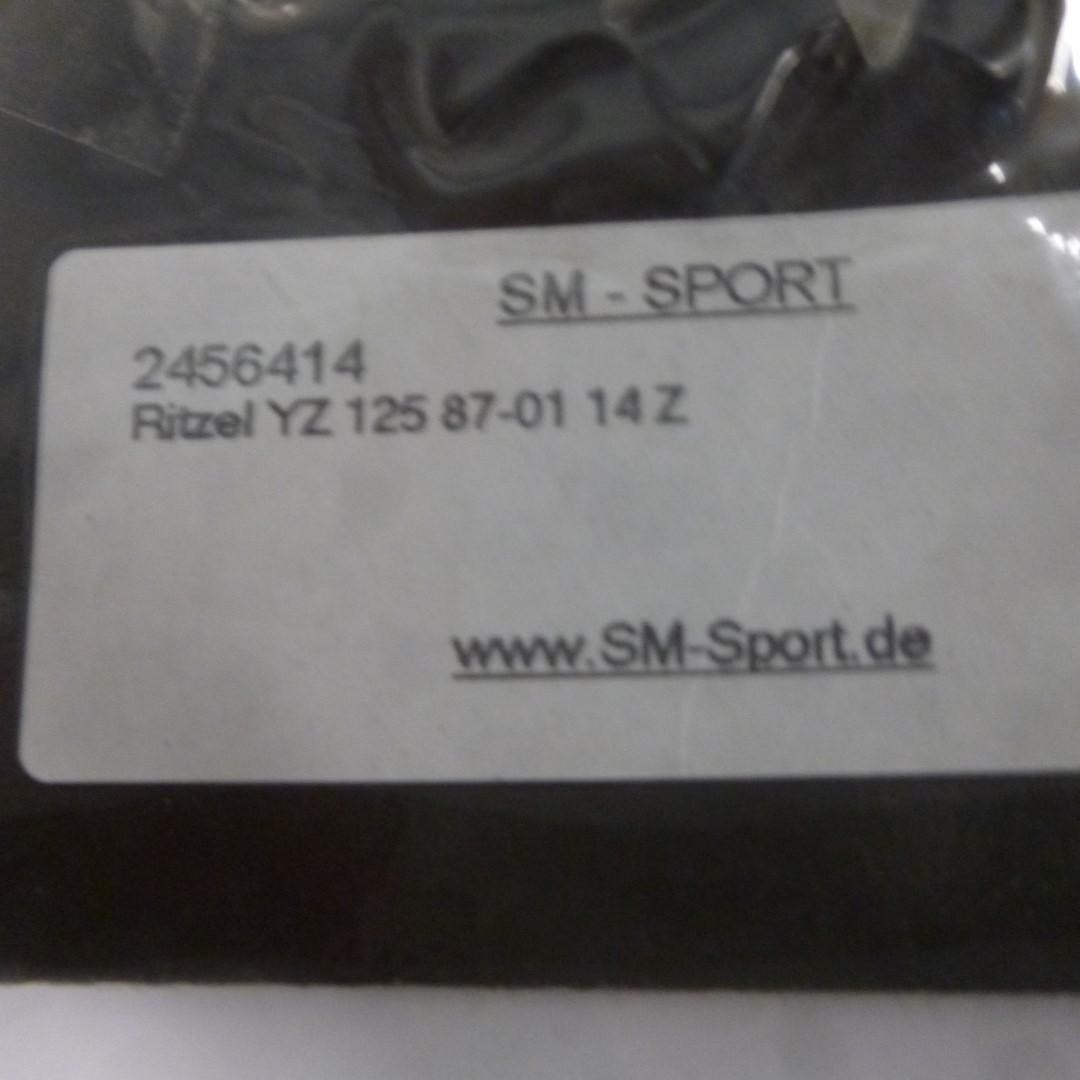 SM - SPORT
2456414
Ritzel YZ 125 87-01 14 Z
www.SM-Sport.de